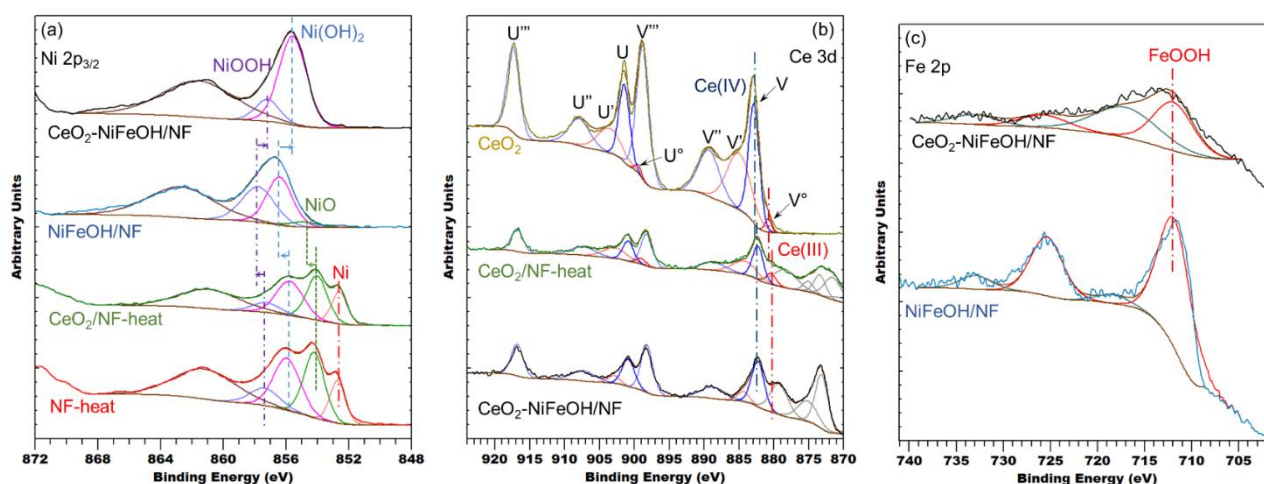 (a)
Ni 2p3/2
Ni(OH)2
NiOOH
CeO2-NiFeOH/NF
NiO
NiFeOH/NF
Ni
CeO2/NF-heat
NF-heat
Arbitrary Units
872 868 864 860 856 852 848
Binding Energy (eV)
(b)
Ce 3d
U''' U'' U' U V''' Ce(IV) V
CeO2
U° V'' V' V°
Ce(III)
CeO2/NF-heat
CeO2-NiFeOH/NF
Arbitrary Units
920 915 910 905 900 895 890 885 880 875 870
Binding Energy (eV)
(c)
Fe 2p
FeOOH
CeO2-NiFeOH/NF
NiFeOH/NF
Arbitrary Units
740 735 730 725 720 715 710 705
Binding Energy (eV)